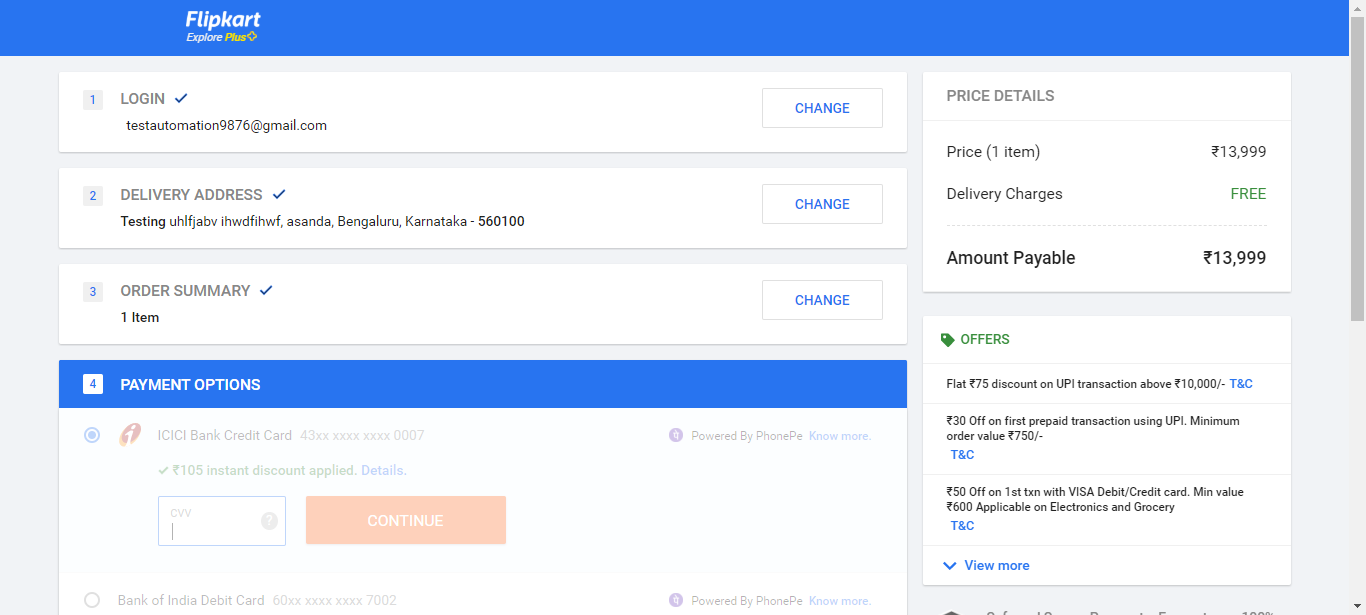 Flipkart
Explore Plus
1 LOGIN
testautomation9876@gmail.com
CHANGE
2 DELIVERY ADDRESS
Testing uhlfjabv ihwdfihwf, asanda, Bengaluru, Karnataka - 560100
CHANGE
3 ORDER SUMMARY
1 Item
CHANGE
4 PAYMENT OPTIONS
ICICI Bank Credit Card 43xx xxxx xxxx 0007
Powered By PhonePe Know more.
₹105 instant discount applied. Details.
CVV
?
CONTINUE
Bank of India Debit Card 60xx xxxx xxxx 7002
Powered By PhonePe Know more.
PRICE DETAILS
Price (1 item) ₹13,999
Delivery Charges FREE
Amount Payable ₹13,999
OFFERS
Flat ₹75 discount on UPI transaction above ₹10,000/- T&C
₹30 Off on first prepaid transaction using UPI. Minimum
order value ₹750/-
T&C
₹50 Off on 1st txn with VISA Debit/Credit card. Min value
₹600 Applicable on Electronics and Grocery
T&C
View more